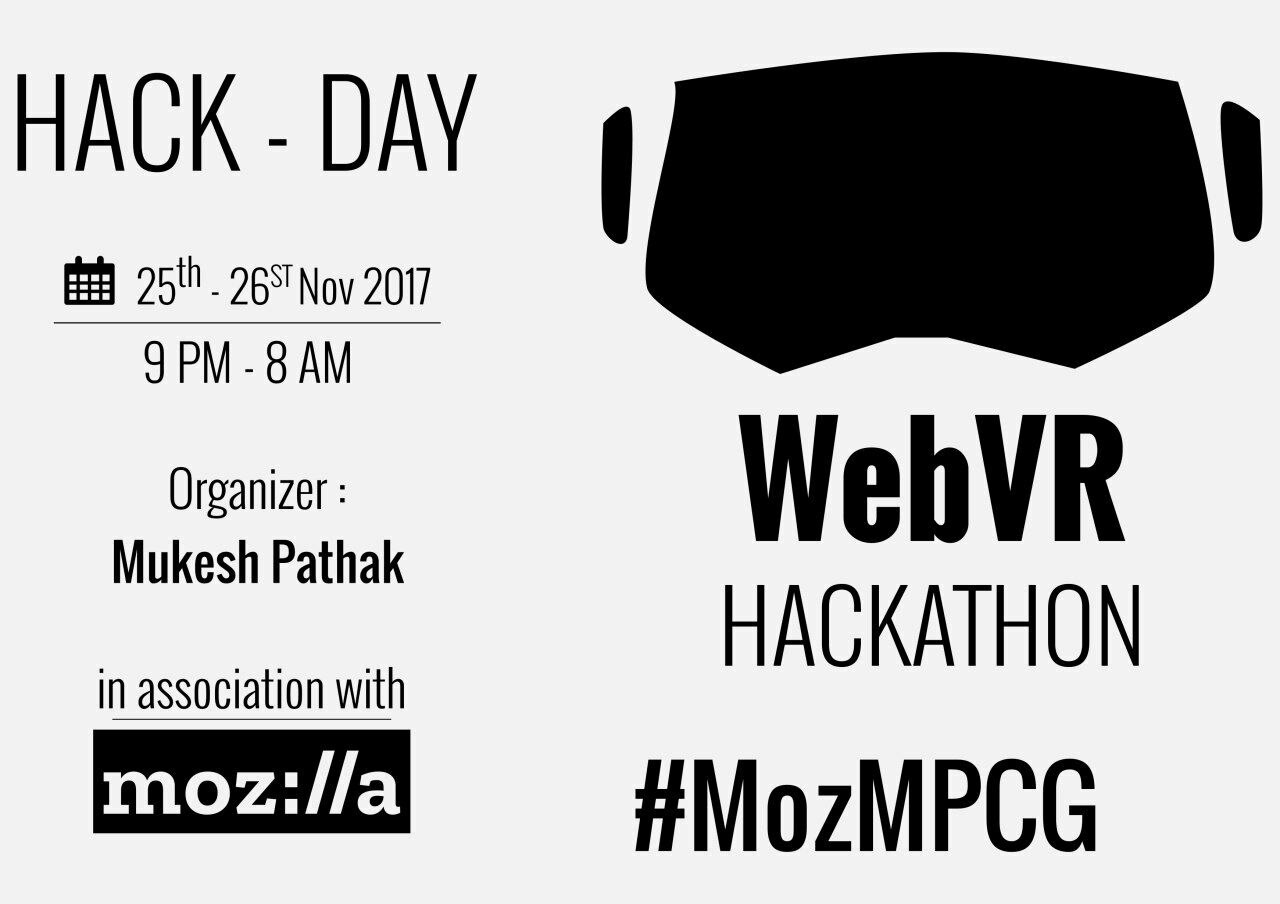 HACK - DAY
25th - 26ST Nov 2017
9 PM - 8 AM
Organizer :
Mukesh Pathak
in association with
moz://a
WebVR
HACKATHON
#MozMPCG